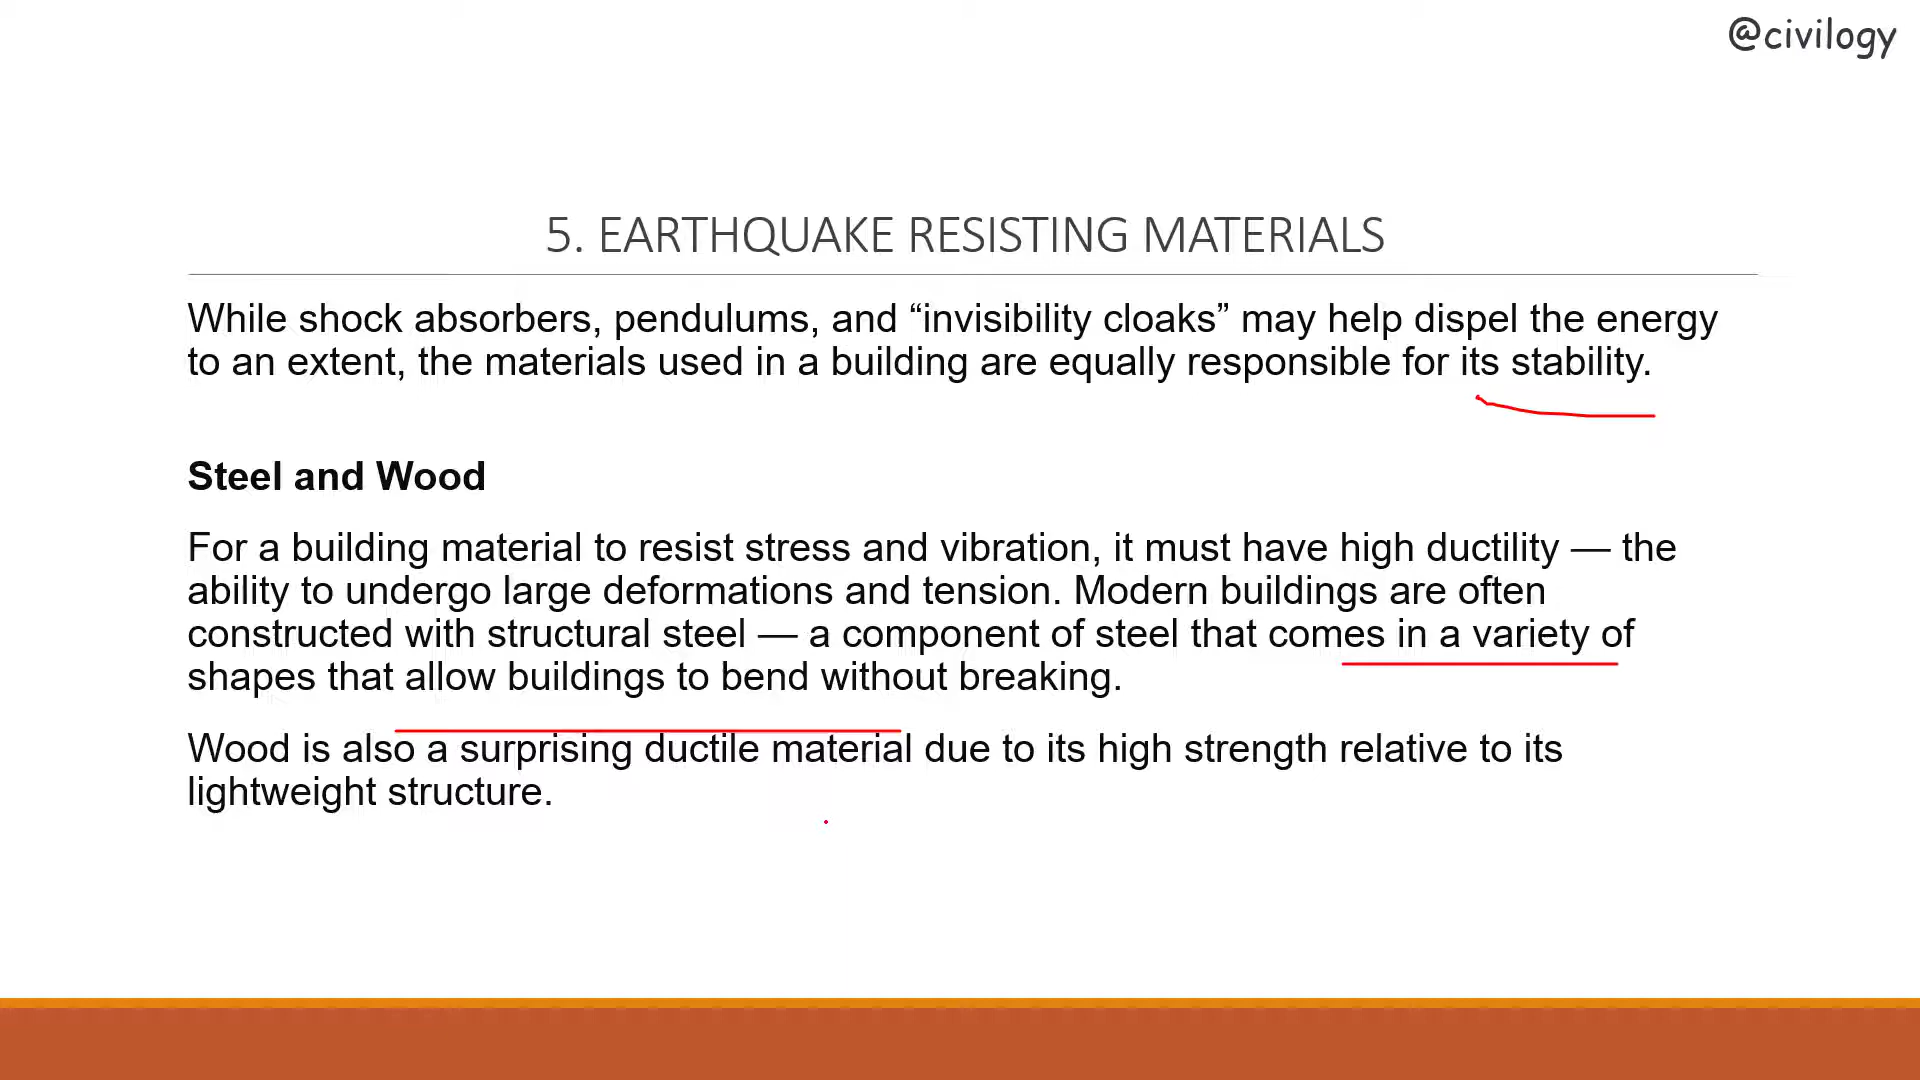 @civilogy
5. EARTHQUAKE RESISTING MATERIALS
While shock absorbers, pendulums, and “invisibility cloaks” may help dispel the energy
to an extent, the materials used in a building are equally responsible for its stability.
Steel and Wood
For a building material to resist stress and vibration, it must have high ductility — the
ability to undergo large deformations and tension. Modern buildings are often
constructed with structural steel — a component of steel that comes in a variety of
shapes that allow buildings to bend without breaking.
Wood is also a surprising ductile material due to its high strength relative to its
lightweight structure.